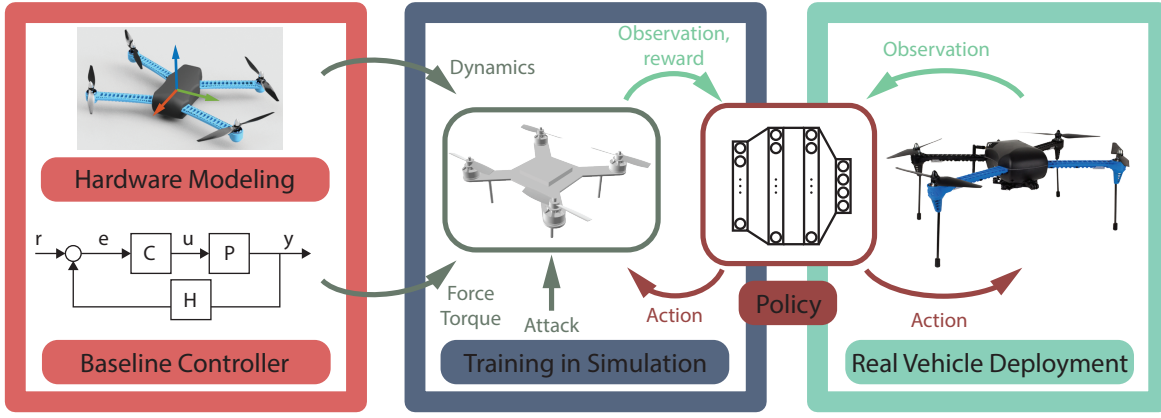 Hardware Modeling
r
e
C
u
P
y
H
Baseline Controller
Dynamics
Observation,
reward
Force
Torque
Attack
Action
Training in Simulation
Policy
Observation
Action
Real Vehicle Deployment